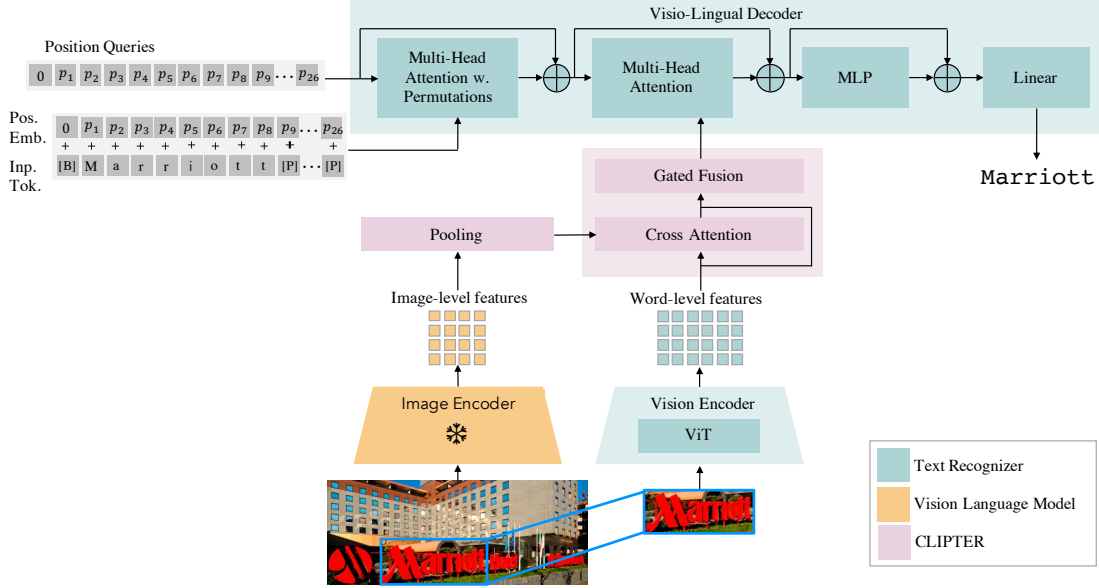 Visio-Lingual Decoder
Position Queries
0 p1 p2 p3 p4 p5 p6 p7 p8 p9 ... p26
Multi-Head
Attention w.
Permutations
Multi-Head
Attention
MLP
Linear
Pos.
Emb.
0 p1 p2 p3 p4 p5 p6 p7 p8 p9 ... p26
+ + + + + + + + + + +
Inp.
Tok.
[B] M a r r i o t t [P] ... [P]
Marriott
Gated Fusion
Pooling
Cross Attention
Image-level features
Word-level features
Image Encoder
Vision Encoder
ViT
Text Recognizer
Vision Language Model
CLIPTER
Marriott
Marriott